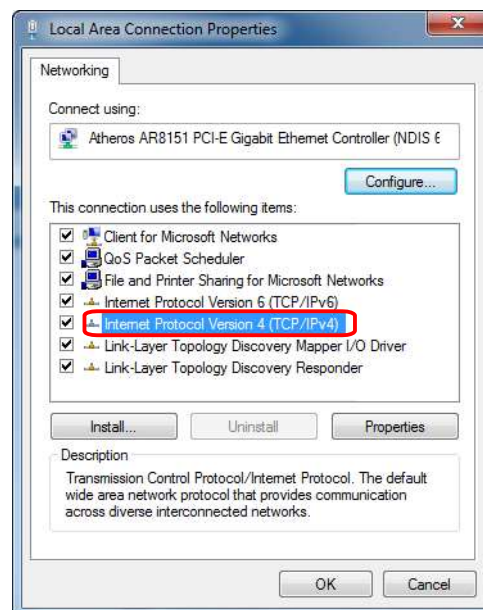 Local Area Connection Properties
Networking
Connect using:
Atheros AR8151 PCI-E Gigabit Ethernet Controller (NDIS 6
Configure...
This connection uses the following items:
Client for Microsoft Networks
QoS Packet Scheduler
File and Printer Sharing for Microsoft Networks
Internet Protocol Version 6 (TCP/IPv6)
Internet Protocol Version 4 (TCP/IPv4)
Link-Layer Topology Discovery Mapper I/O Driver
Link-Layer Topology Discovery Responder
Install...
Uninstall
Properties
Description
Transmission Control Protocol/Internet Protocol. The default
wide area network protocol that provides communication
across diverse interconnected networks.
OK
Cancel